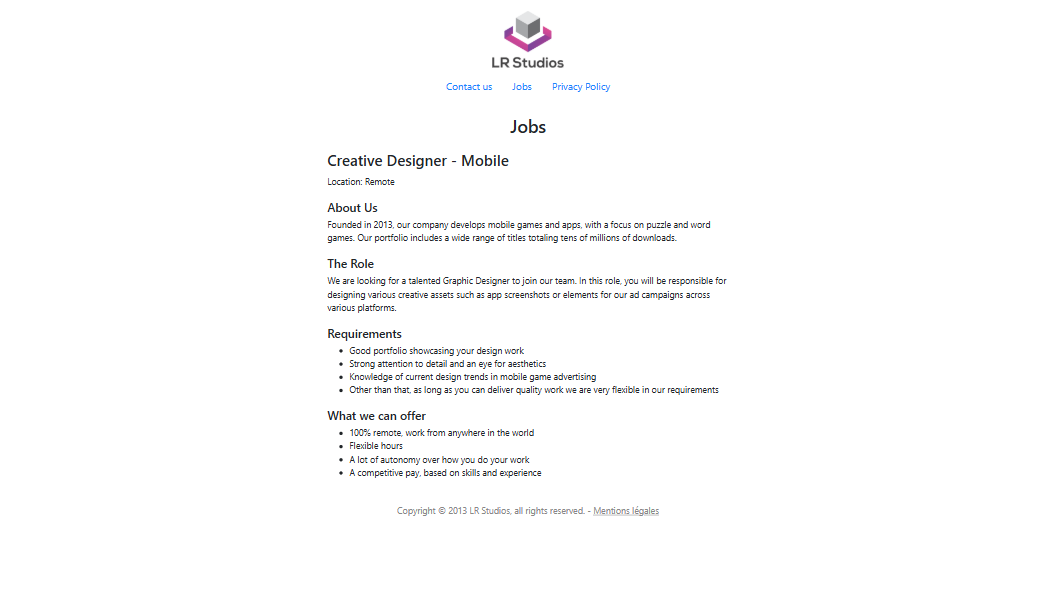 LR Studios
Contact us Jobs Privacy Policy
Jobs
Creative Designer - Mobile
Location: Remote
About Us
Founded in 2013, our company develops mobile games and apps, with a focus on puzzle and word
games. Our portfolio includes a wide range of titles totaling tens of millions of downloads.
The Role
We are looking for a talented Graphic Designer to join our team. In this role, you will be responsible for
designing various creative assets such as app screenshots or elements for our ad campaigns across
various platforms.
Requirements
• Good portfolio showcasing your design work
• Strong attention to detail and an eye for aesthetics
• Knowledge of current design trends in mobile game advertising
• Other than that, as long as you can deliver quality work we are very flexible in our requirements
What we can offer
• 100% remote, work from anywhere in the world
• Flexible hours
• A lot of autonomy over how you do your work
• A competitive pay, based on skills and experience
Copyright © 2013 LR Studios, all rights reserved. - Mentions légales